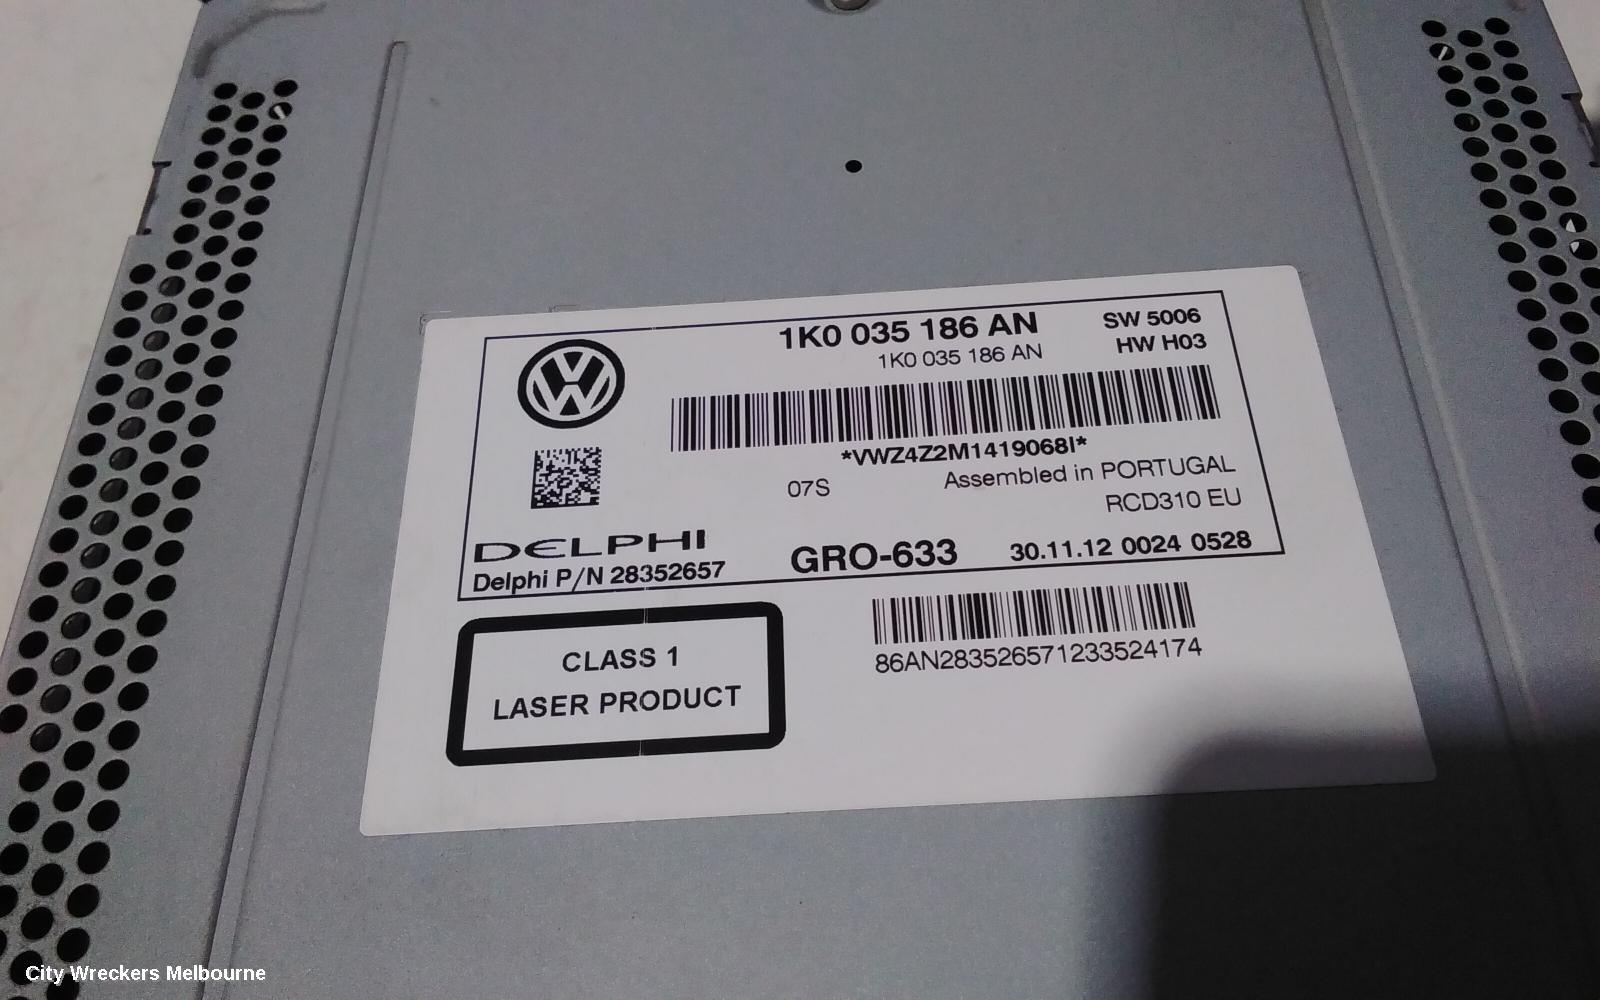 1K0 035 186 AN
1K0 035 186 AN
SW 5006
HW H03
*VWZ4Z2M1419068I*
07S
Assembled in PORTUGAL
RCD310 EU
DELPHI
Delphi P/N 28352657
GRO-633
30.11.12 0024 0528
CLASS 1
LASER PRODUCT
86AN283526571233524174
City Wreckers Melbourne